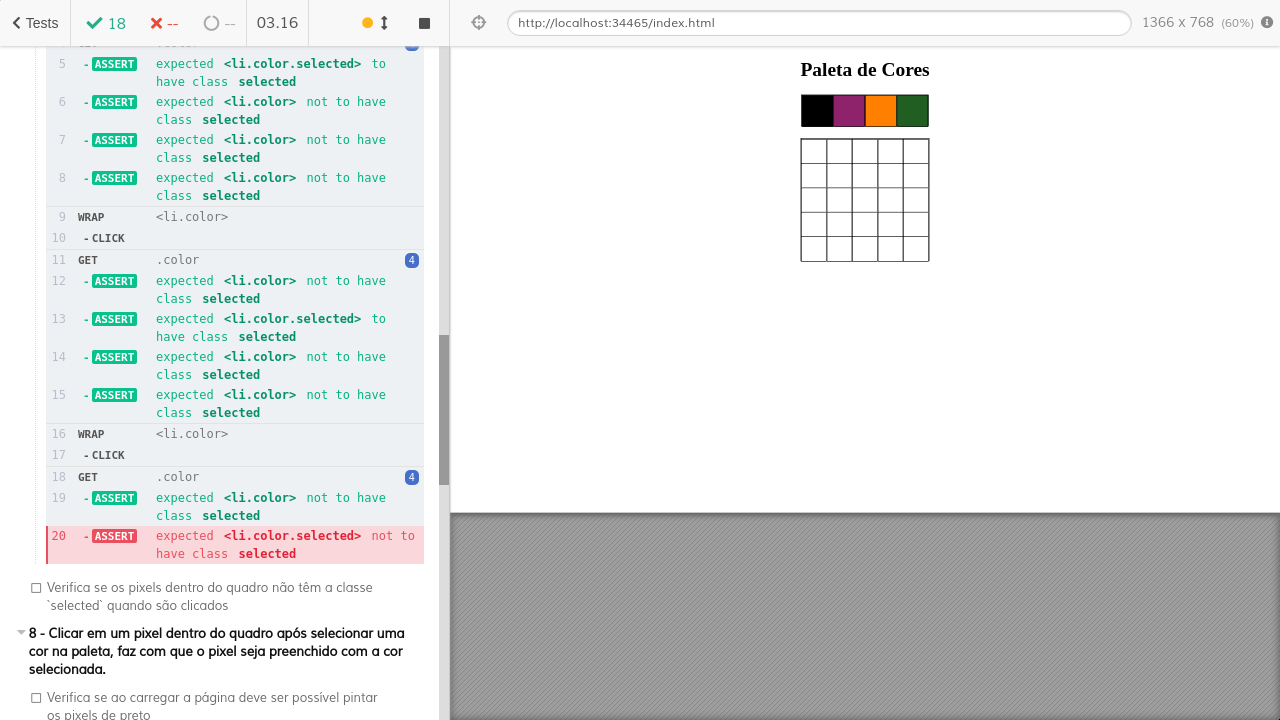 Tests
18
--
--
03.16
http://localhost:34465/index.html
1366 x 768 (60%)
5 - ASSERT expected <li.color.selected> to
have class selected
6 - ASSERT expected <li.color> not to have
class selected
7 - ASSERT expected <li.color> not to have
class selected
8 - ASSERT expected <li.color> not to have
class selected
9 WRAP <li.color>
10 - CLICK
11 GET .color 4
12 - ASSERT expected <li.color> not to have
class selected
13 - ASSERT expected <li.color.selected> to
have class selected
14 - ASSERT expected <li.color> not to have
class selected
15 - ASSERT expected <li.color> not to have
class selected
16 WRAP <li.color>
17 - CLICK
18 GET .color 4
19 - ASSERT expected <li.color> not to have
class selected
20 - ASSERT expected <li.color.selected> not to
have class selected
Verifica se os pixels dentro do quadro não têm a classe
`selected` quando são clicados
8 - Clicar em um pixel dentro do quadro após selecionar uma
cor na paleta, faz com que o pixel seja preenchido com a cor
selecionada.
Verifica se ao carregar a página deve ser possível pintar
os pixels de preto
Paleta de Cores